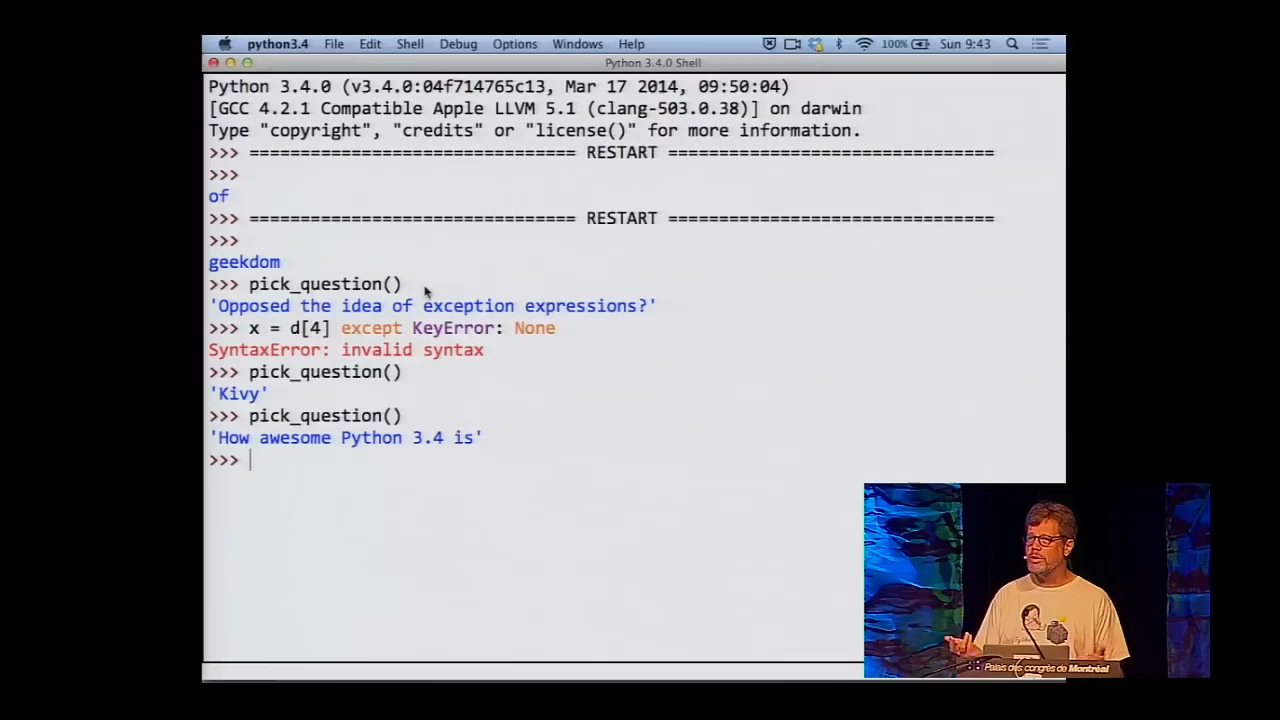 python3.4 File Edit Shell Debug Options Windows Help 100% Sun 9:43
Python 3.4.0 Shell
Python 3.4.0 (v3.4.0:04f714765c13, Mar 17 2014, 09:50:04)
[GCC 4.2.1 Compatible Apple LLVM 5.1 (clang-503.0.38)] on darwin
Type "copyright", "credits" or "license()" for more information.
>>> ================================ RESTART ================================
>>>
of
>>> ================================ RESTART ================================
>>>
geekdom
>>> pick_question()
'Opposed the idea of exception expressions?'
>>> x = d[4] except KeyError: None
SyntaxError: invalid syntax
>>> pick_question()
'Kivy'
>>> pick_question()
'How awesome Python 3.4 is'
>>>
Palais des congrès de Montréal